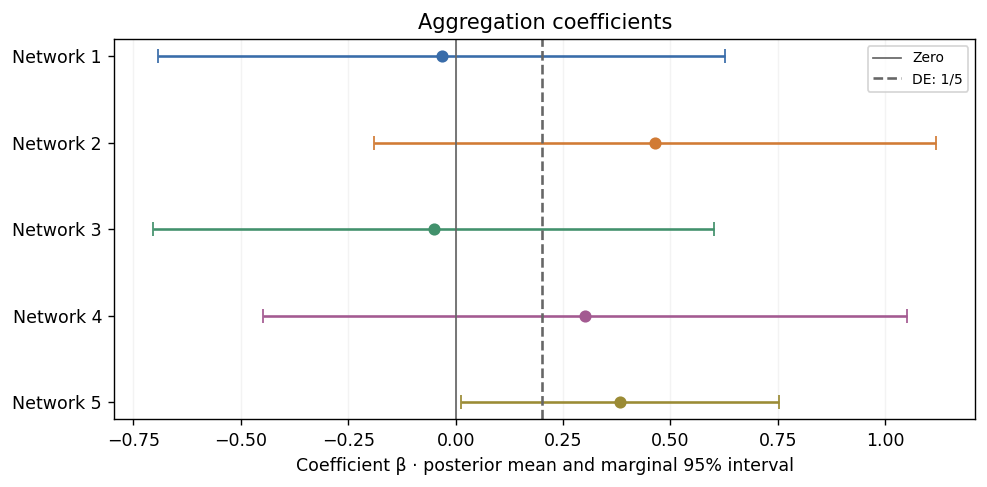 Aggregation coefficients
Network 1
Network 2
Network 3
Network 4
Network 5
Zero
DE: 1/5
−0.75 −0.50 −0.25 0.00 0.25 0.50 0.75 1.00
Coefficient β · posterior mean and marginal 95% interval